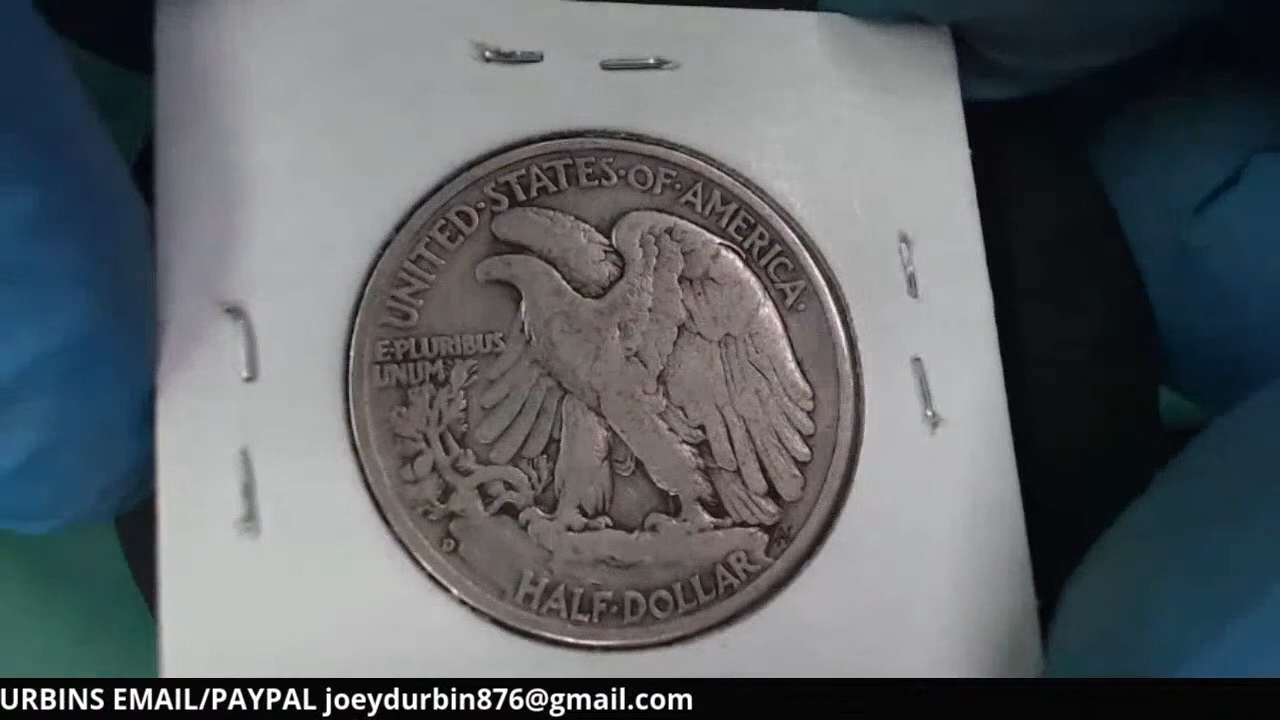 UNITED·STATES·OF·AMERICA·
E·PLURIBUS
UNUM
D
HALF·DOLLAR
URBINS EMAIL/PAYPAL joeydurbin876@gmail.com